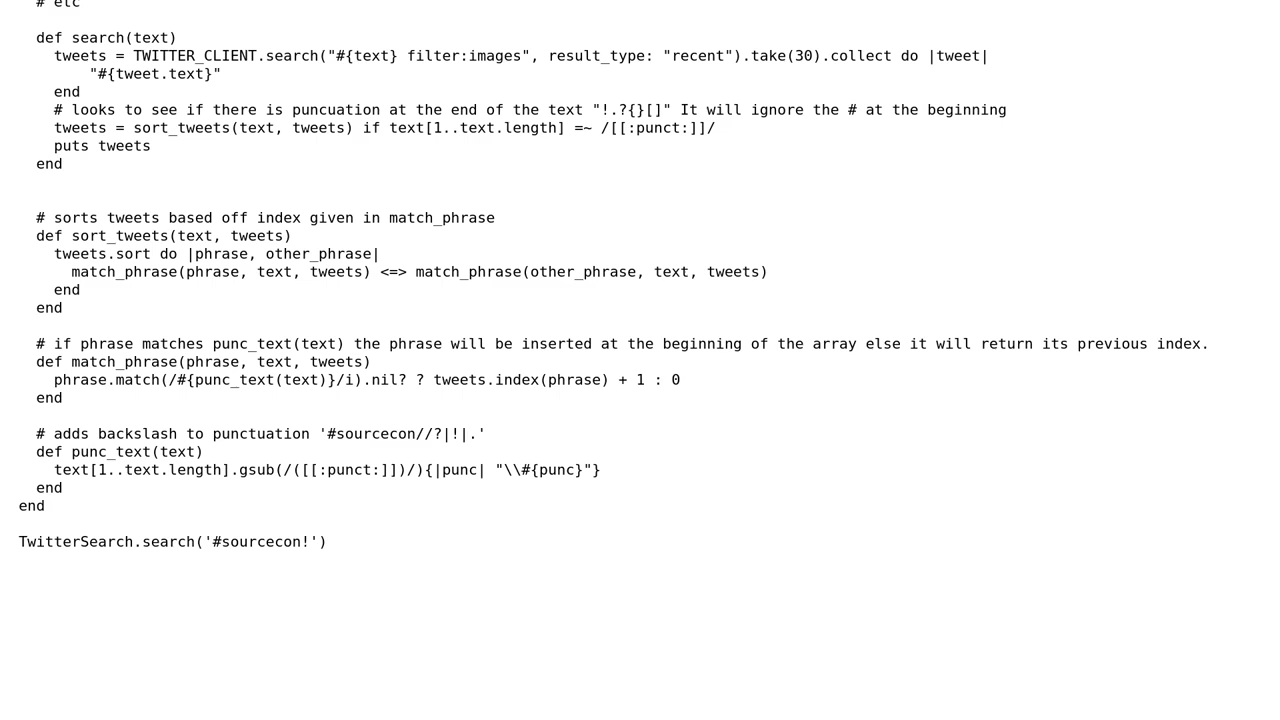 # etc
def search(text)
tweets = TWITTER_CLIENT.search("#{text} filter:images", result_type: "recent").take(30).collect do |tweet|
"#{tweet.text}"
end
# looks to see if there is puncuation at the end of the text "!.?{}[]" It will ignore the # at the beginning
tweets = sort_tweets(text, tweets) if text[1..text.length] =~ /[[:punct:]]/
puts tweets
end
# sorts tweets based off index given in match_phrase
def sort_tweets(text, tweets)
tweets.sort do |phrase, other_phrase|
match_phrase(phrase, text, tweets) <=> match_phrase(other_phrase, text, tweets)
end
end
# if phrase matches punc_text(text) the phrase will be inserted at the beginning of the array else it will return its previous index.
def match_phrase(phrase, text, tweets)
phrase.match(/#{punc_text(text)}/i).nil? ? tweets.index(phrase) + 1 : 0
end
# adds backslash to punctuation '#sourcecon//?|!|.'
def punc_text(text)
text[1..text.length].gsub(/([[:punct:]])/){|punc| "\\#{punc}"}
end
end
TwitterSearch.search('#sourcecon!')